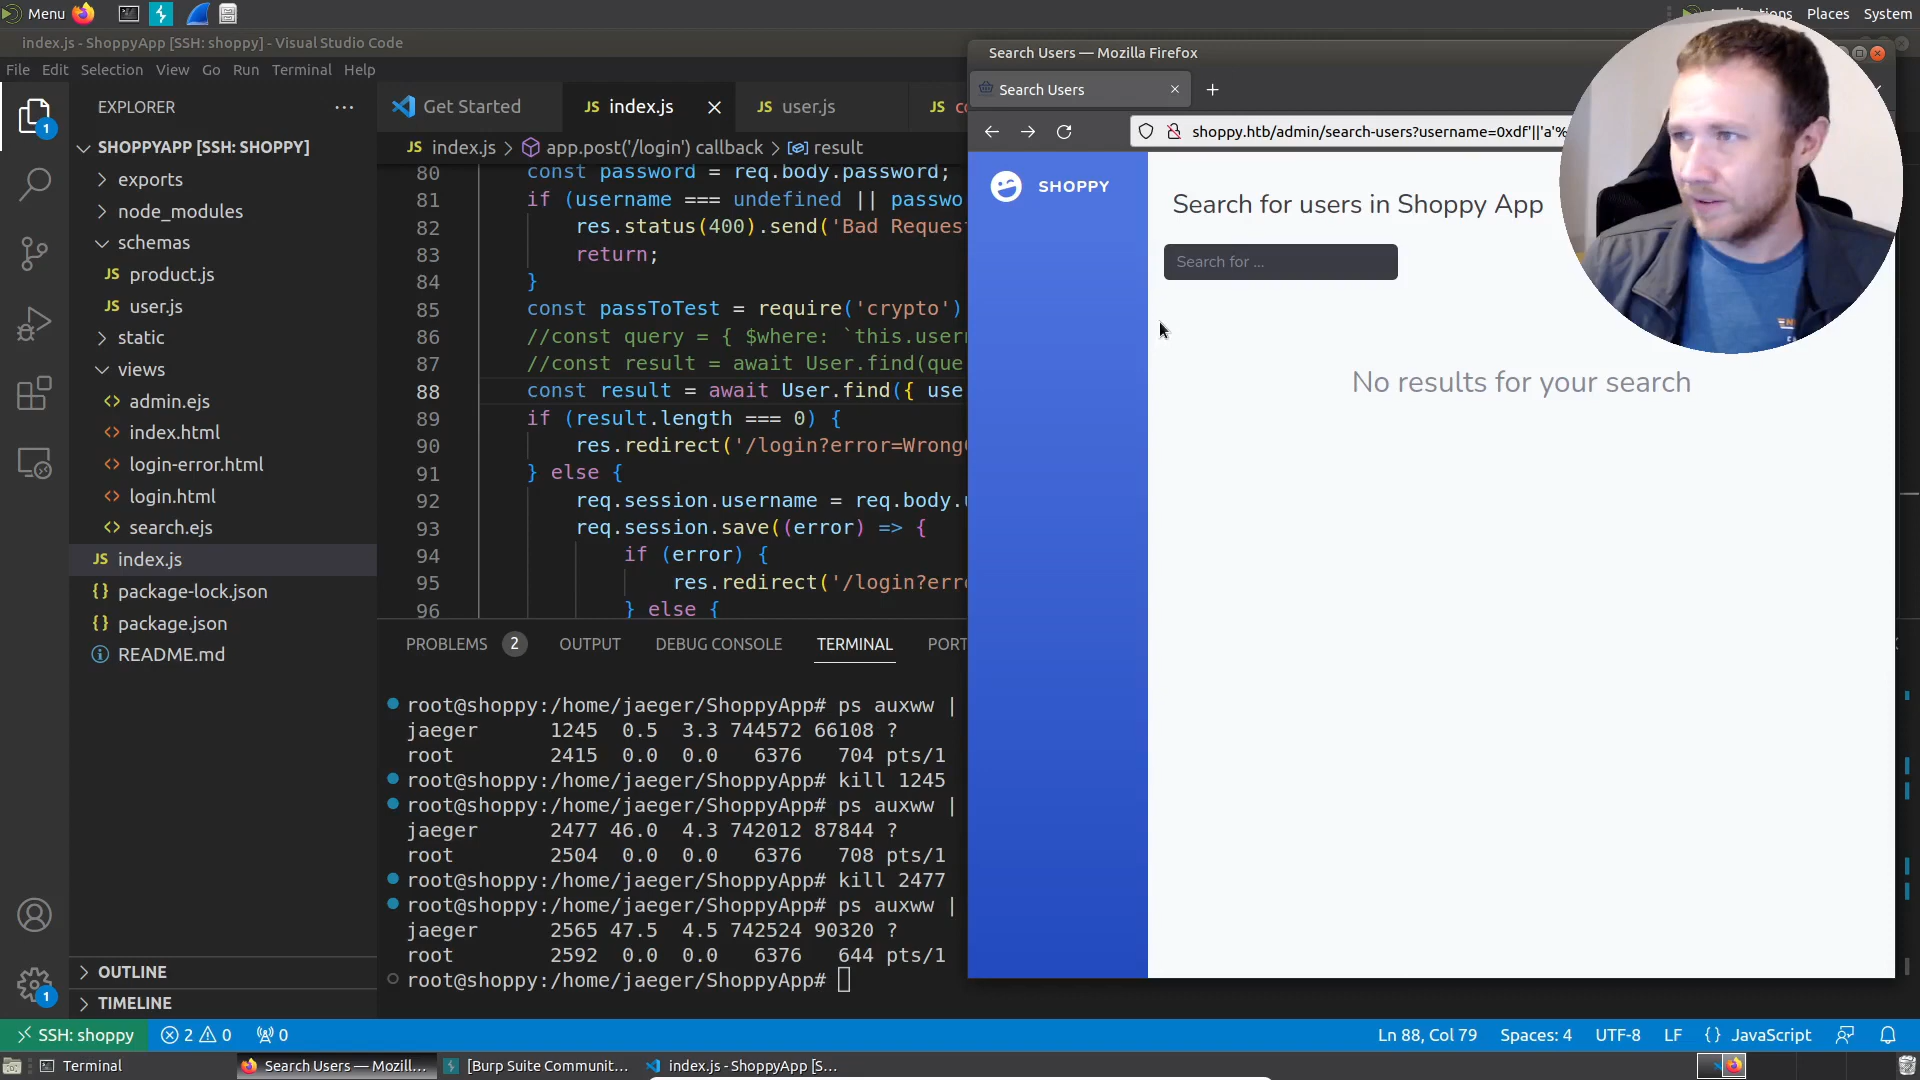 Menu
Applications Places System
index.js - ShoppyApp [SSH: shoppy] - Visual Studio Code
File Edit Selection View Go Run Terminal Help
EXPLORER ···
SHOPPYAPP [SSH: SHOPPY]
exports
node_modules
schemas
JS product.js
JS user.js
static
views
<> admin.ejs
<> index.html
<> login-error.html
<> login.html
<> search.ejs
JS index.js
{} package-lock.json
{} package.json
README.md
OUTLINE
TIMELINE
1
1
Get Started
JS index.js
JS user.js
JS co
JS index.js > app.post('/login') callback > result
80 const password = req.body.password;
81 if (username === undefined || passwo
82 res.status(400).send('Bad Reques
83 return;
84 }
85 const passToTest = require('crypto')
86 //const query = { $where: `this.user
87 //const result = await User.find(que
88 const result = await User.find({ use
89 if (result.length === 0) {
90 res.redirect('/login?error=Wrong
91 } else {
92 req.session.username = req.body.u
93 req.session.save((error) => {
94 if (error) {
95 res.redirect('/login?erro
96 } else {
PROBLEMS 2 OUTPUT DEBUG CONSOLE TERMINAL PORT
root@shoppy:/home/jaeger/ShoppyApp# ps auxww |
jaeger 1245 0.5 3.3 744572 66108 ?
root 2415 0.0 0.0 6376 704 pts/1
root@shoppy:/home/jaeger/ShoppyApp# kill 1245
root@shoppy:/home/jaeger/ShoppyApp# ps auxww |
jaeger 2477 46.0 4.3 742012 87844 ?
root 2504 0.0 0.0 6376 708 pts/1
root@shoppy:/home/jaeger/ShoppyApp# kill 2477
root@shoppy:/home/jaeger/ShoppyApp# ps auxww |
jaeger 2565 47.5 4.5 742524 90320 ?
root 2592 0.0 0.0 6376 644 pts/1
root@shoppy:/home/jaeger/ShoppyApp#
Search Users — Mozilla Firefox
Search Users
shoppy.htb/admin/search-users?username=0xdf'||'a'%
SHOPPY
Search for users in Shoppy App
Search for ...
No results for your search
SSH: shoppy 2 0 0
Ln 88, Col 79 Spaces: 4 UTF-8 LF {} JavaScript
Terminal
Search Users — Mozill...
[Burp Suite Communit...
index.js - ShoppyApp [S...